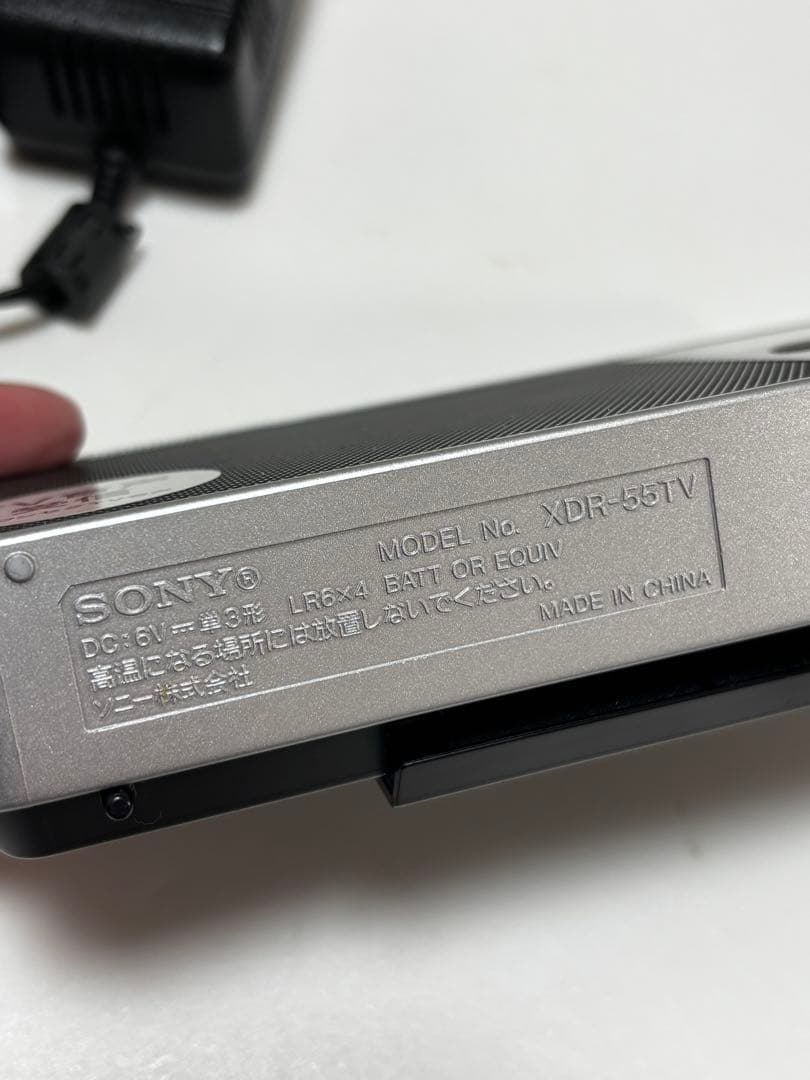 SONY®
MODEL No. XDR-55TV
DC: 6V⎓単3形 LR6×4 BATT OR EQUIV
高温になる場所には放置しないでください。
ソニー株式会社
MADE IN CHINA